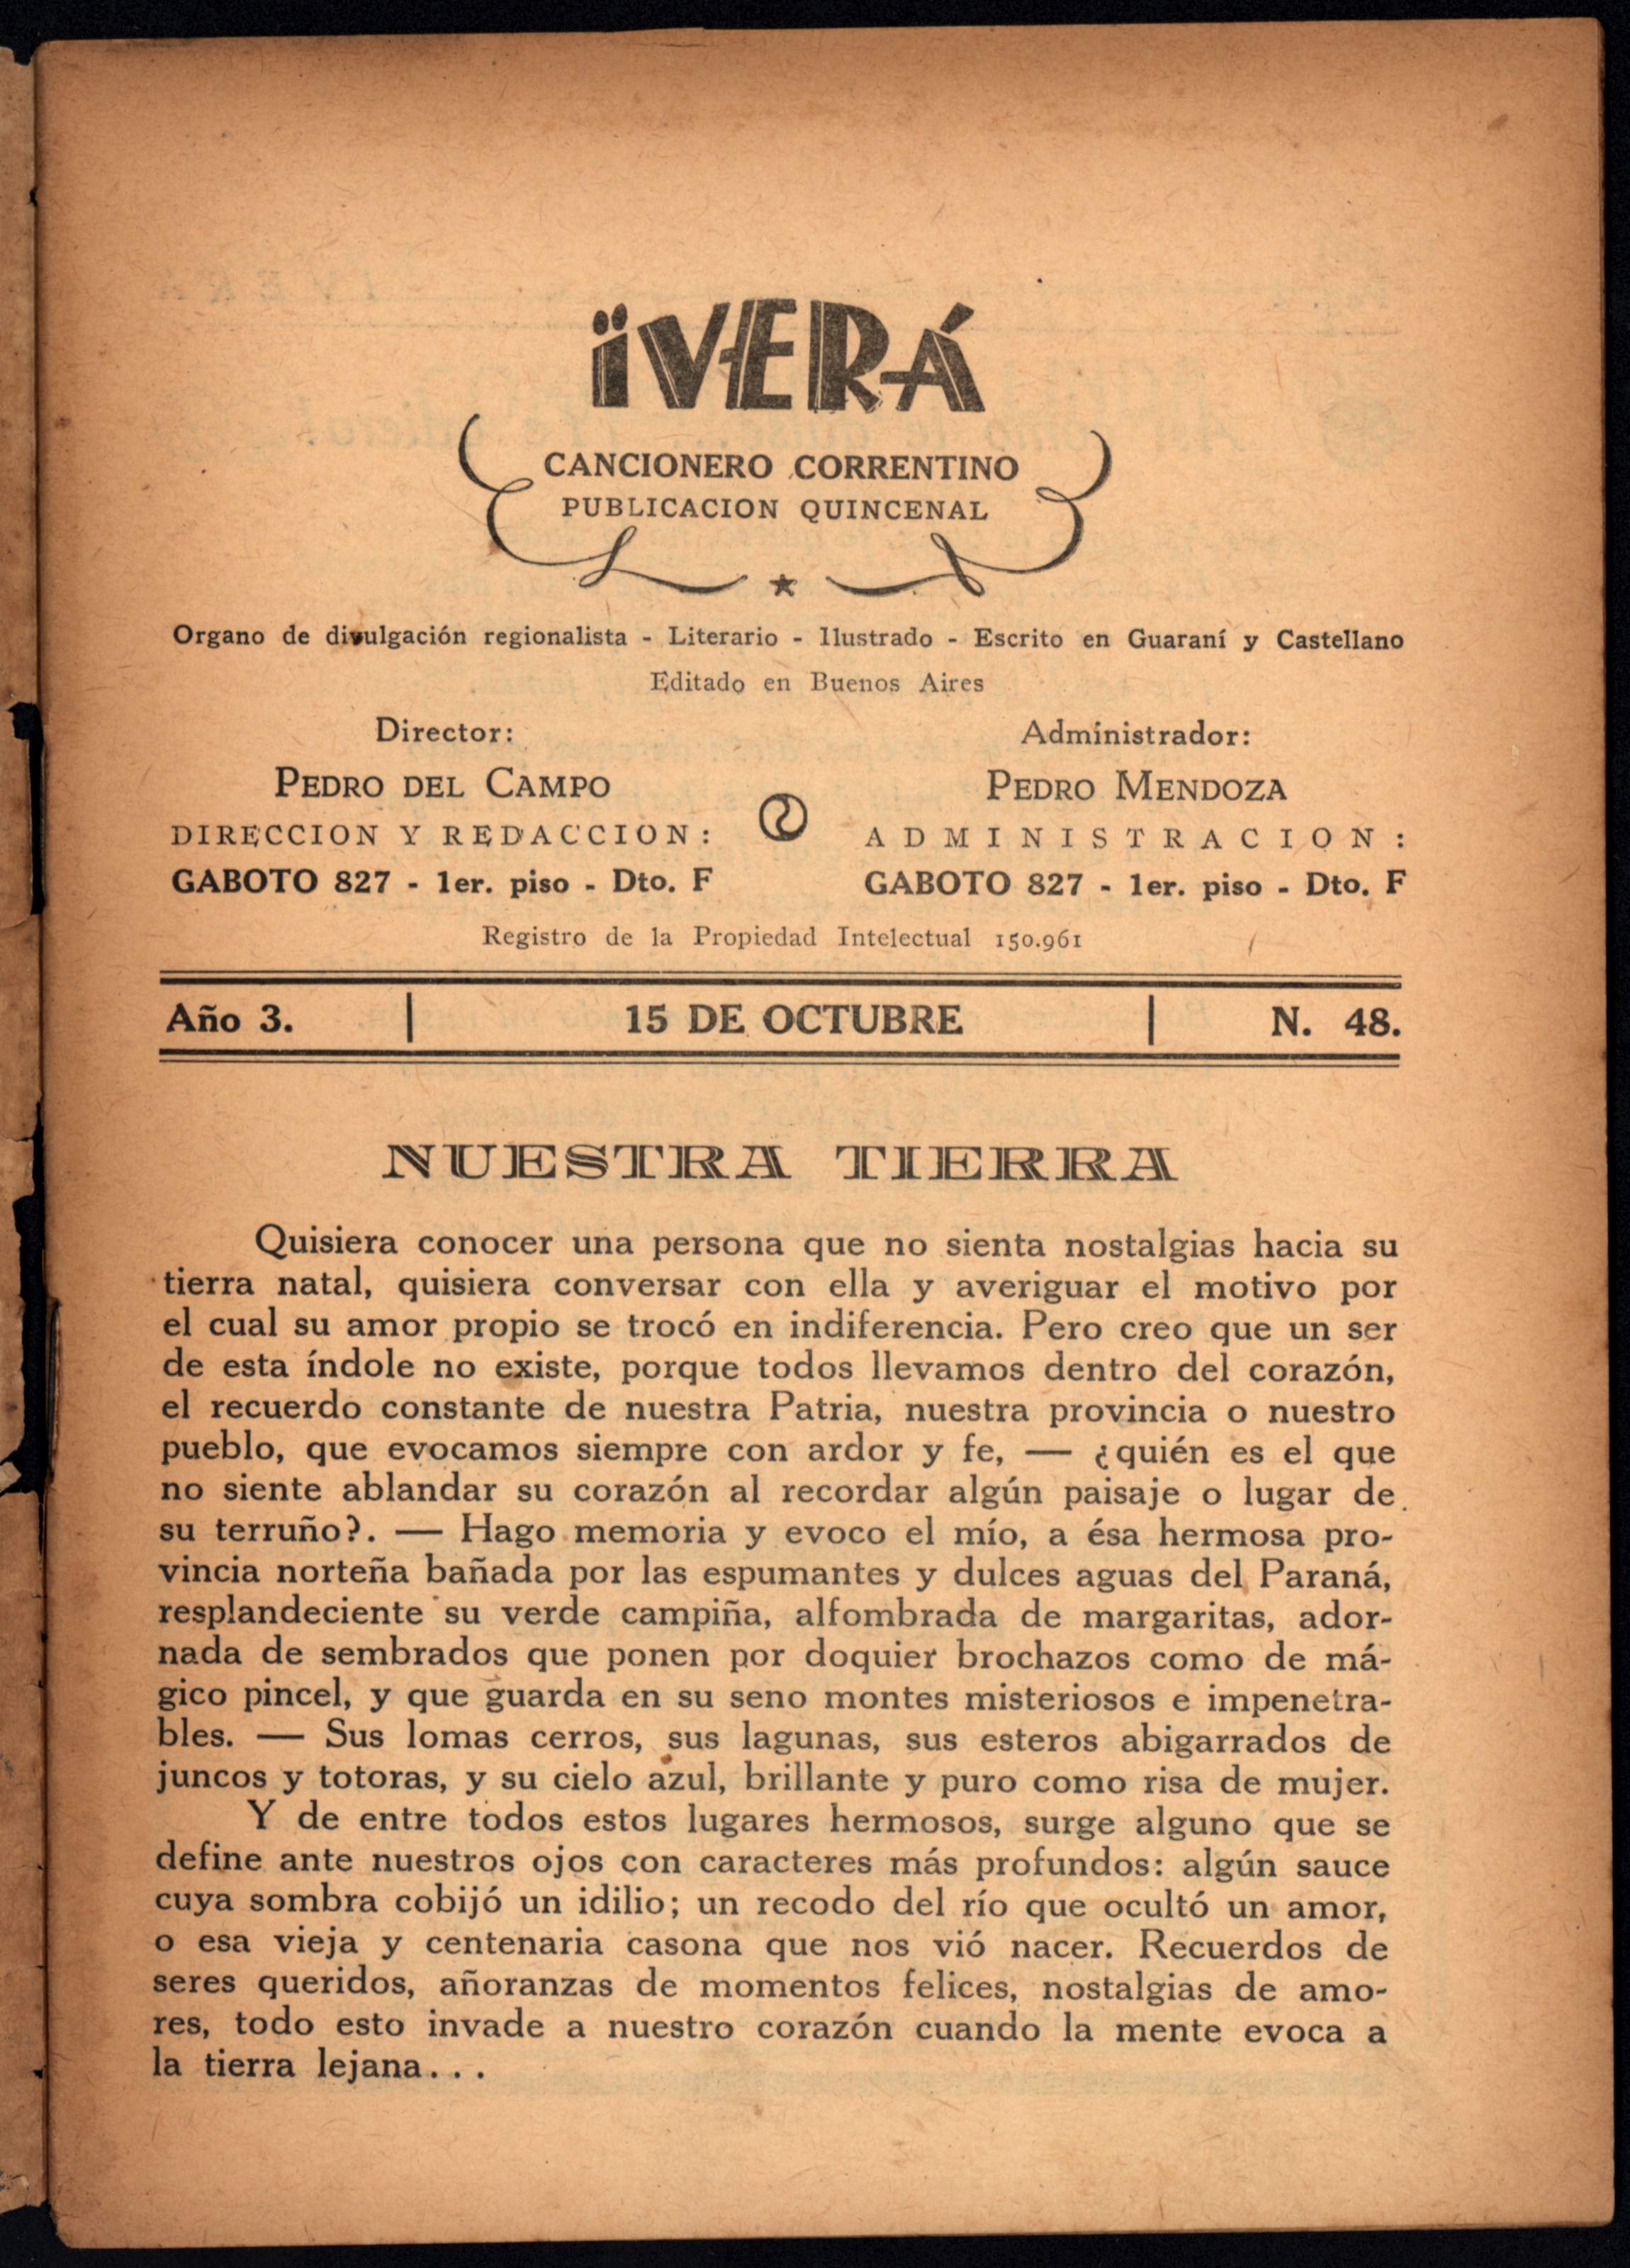 ÏVERÁ
CANCIONERO CORRENTINO
PUBLICACION QUINCENAL
Organo de divulgación regionalista - Literario - Ilustrado - Escrito en Guaraní y Castellano
Editado en Buenos Aires
Director:
PEDRO DEL CAMPO
DIRECCION Y REDACCION:
GABOTO 827 - 1er. piso - Dto. F
Administrador:
PEDRO MENDOZA
ADMINISTRACION:
GABOTO 827 - 1er. piso - Dto. F
Registro de la Propiedad Intelectual 150.961
Año 3. | 15 DE OCTUBRE | N. 48.
NUESTRA TIERRA
Quisiera conocer una persona que no sienta nostalgias hacia su
tierra natal, quisiera conversar con ella y averiguar el motivo por
el cual su amor propio se trocó en indiferencia. Pero creo que un ser
de esta índole no existe, porque todos llevamos dentro del corazón,
el recuerdo constante de nuestra Patria, nuestra provincia o nuestro
pueblo, que evocamos siempre con ardor y fe, — ¿quién es el que
no siente ablandar su corazón al recordar algún paisaje o lugar de
su terruño?. — Hago memoria y evoco el mío, a ésa hermosa pro-
vincia norteña bañada por las espumantes y dulces aguas del Paraná,
resplandeciente su verde campiña, alfombrada de margaritas, ador-
nada de sembrados que ponen por doquier brochazos como de má-
gico pincel, y que guarda en su seno montes misteriosos e impenetra-
bles. — Sus lomas cerros, sus lagunas, sus esteros abigarrados de
juncos y totoras, y su cielo azul, brillante y puro como risa de mujer.
Y de entre todos estos lugares hermosos, surge alguno que se
define ante nuestros ojos con caracteres más profundos: algún sauce
cuya sombra cobijó un idilio; un recodo del río que ocultó un amor,
o esa vieja y centenaria casona que nos vió nacer. Recuerdos de
seres queridos, añoranzas de momentos felices, nostalgias de amo-
res, todo esto invade a nuestro corazón cuando la mente evoca a
la tierra lejana...